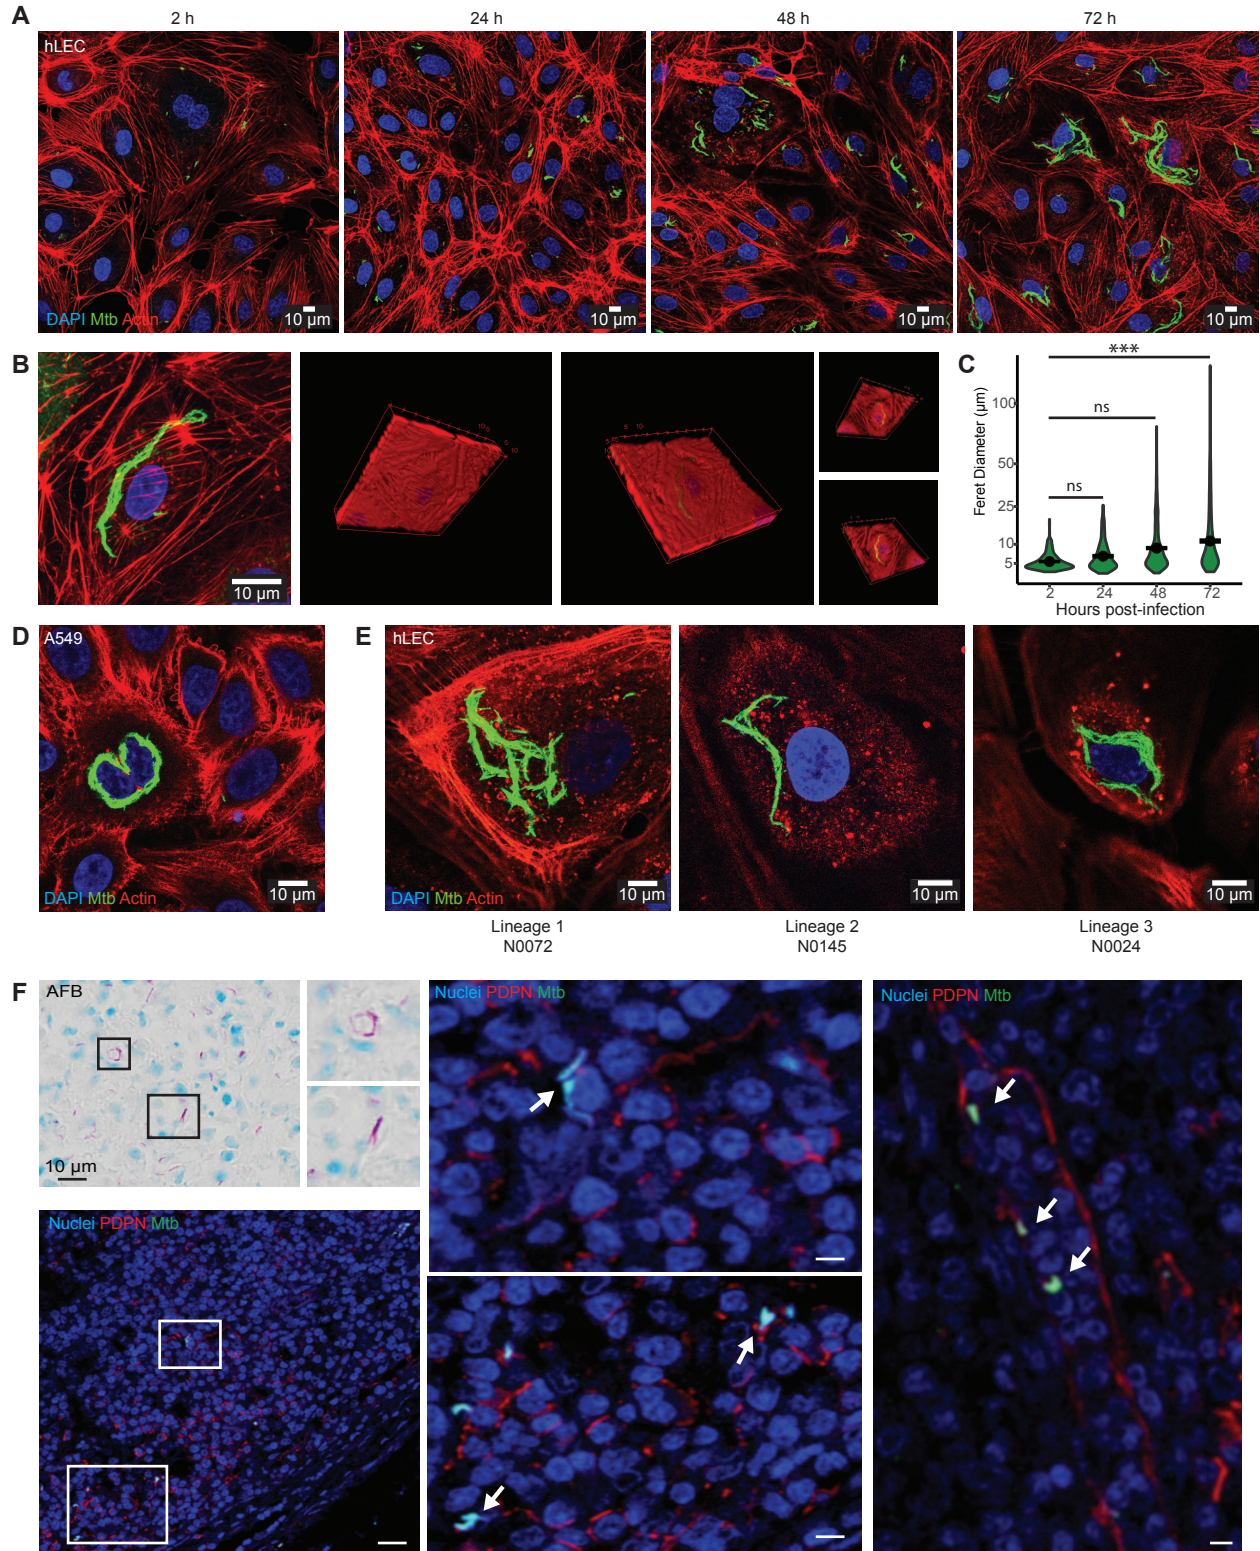 A
2 h
24 h
48 h
72 h
hLEC
DAPI Mtb Actin
10 µm
10 µm
10 µm
10 µm
B
10 µm
C
***
ns
ns
Feret Diameter (µm)
100
50
25
10
5
2
24
48
72
Hours post-infection
D
A549
DAPI Mtb Actin
10 µm
E
hLEC
DAPI Mtb Actin
10 µm
10 µm
10 µm
Lineage 1
N0072
Lineage 2
N0145
Lineage 3
N0024
F
AFB
10 µm
Nuclei PDPN Mtb
Nuclei PDPN Mtb
Nuclei PDPN Mtb